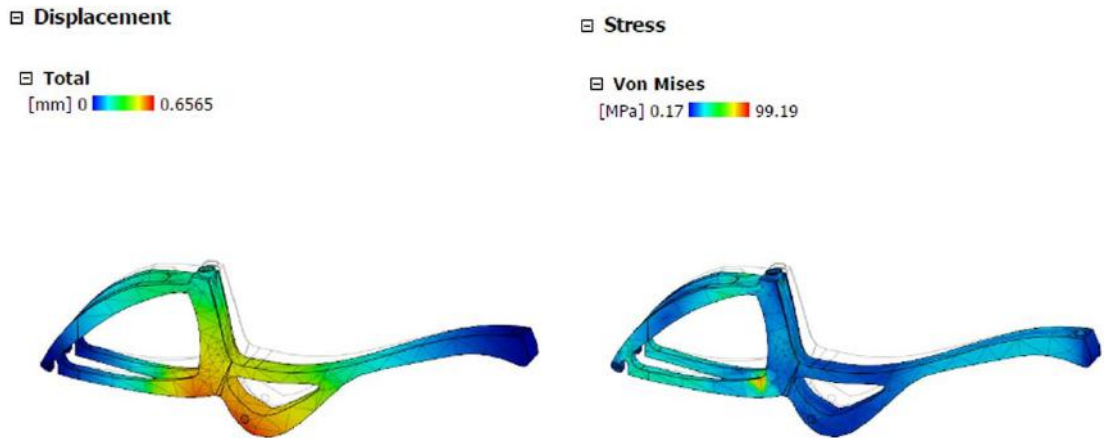 Displacement
Total
[mm] 0 0.6565
Stress
Von Mises
[MPa] 0.17 99.19